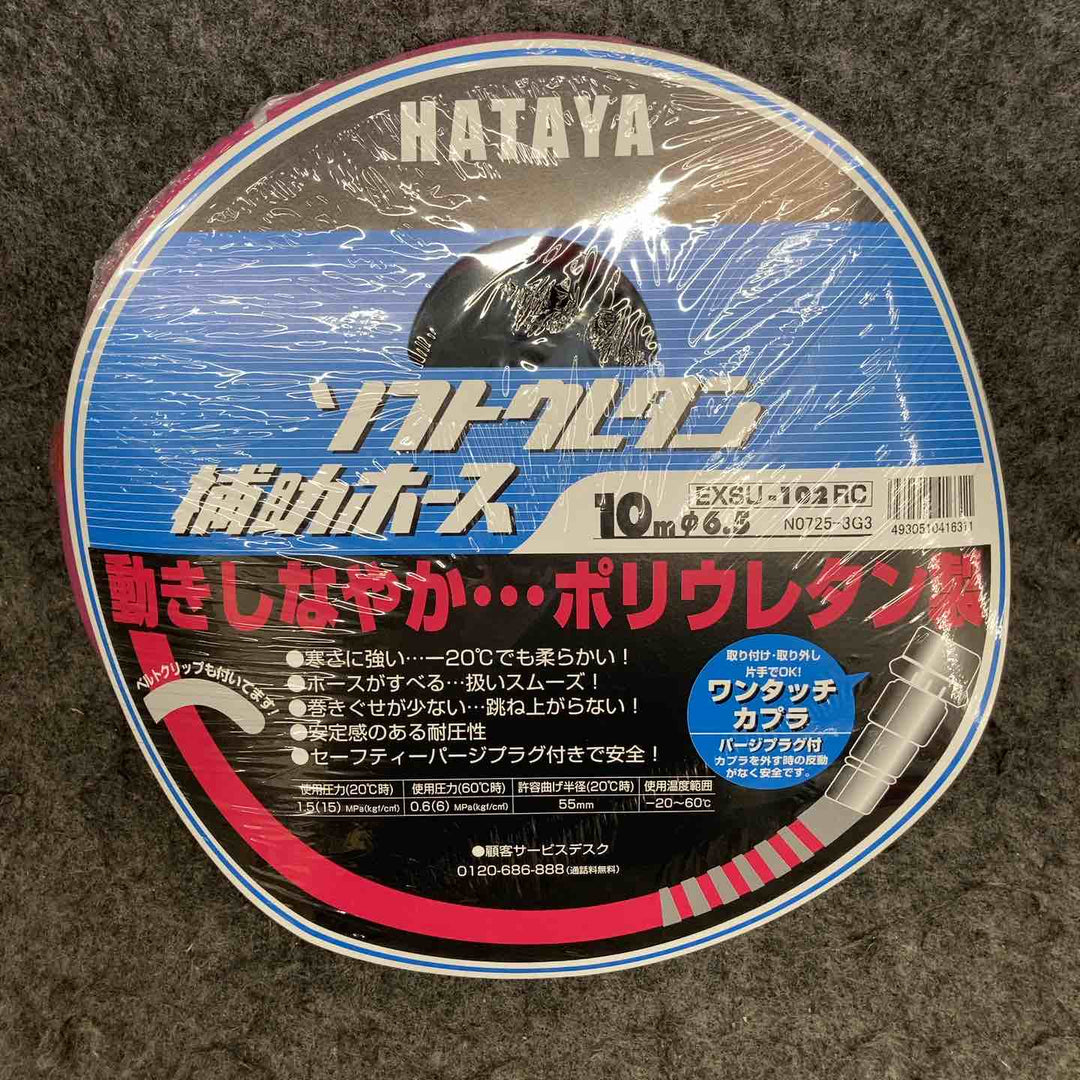 HATAYA
ソフトウレタン
補助ホース
10m φ6.5
EXSU-102RC
N0725-3G3
4930510416311
動きしなやか…ポリウレタン製
ベルトクリップも付いてます!
●寒さに強い…－20℃でも柔らかい！
●ホースがすべる…扱いスムーズ！
●巻きぐせが少ない…跳ね上がらない！
●安定感のある耐圧性
●セーフティーパージプラグ付きで安全！
取り付け・取り外し
片手でOK!
ワンタッチ
カプラ
パージプラグ付
カプラを外す時の反動
がなく安全です。
使用圧力(20℃時) 使用圧力(60℃時) 許容曲げ半径(20℃時) 使用温度範囲
1.5(15) MPa(kgf/c㎡) 0.6(6) MPa(kgf/c㎡) 55mm －20～60℃
●顧客サービスデスク
0120-686-888(通話料無料)